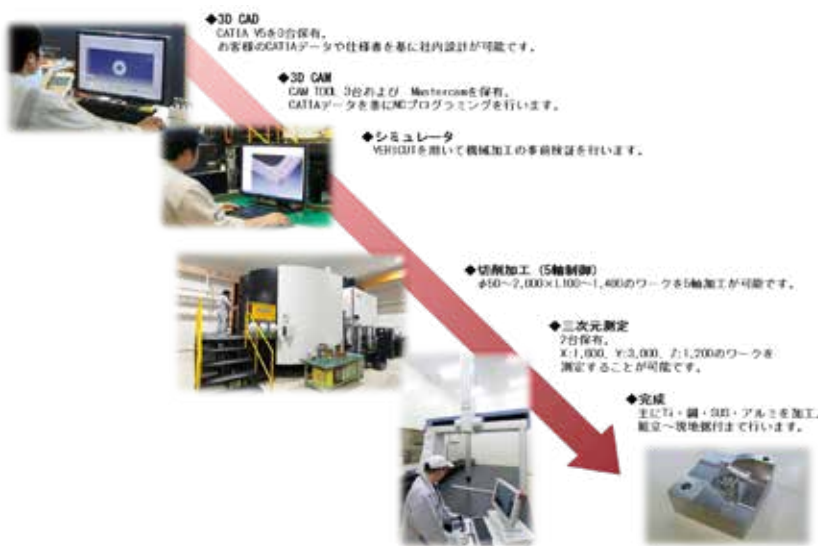 ◆3D CAD
CATIA V5を3台保有。
お客様のCATIAデータや仕様書を基に社内設計が可能です。
◆3D CAM
CAM TOOL 3台および Mastercamを保有。
CATIAデータを基にNCプログラミングを行います。
◆シミュレータ
VERICUTを用いて機械加工の事前検証を行います。
◆切削加工（5軸制御）
φ50～2,000×L100～1,400のワークを5軸加工が可能です。
◆三次元測定
2台保有。
X:1,600、Y:3,000、Z:1,200のワークを
測定することが可能です。
◆完成
主にTi・鋼・SUS・アルミを加工。
組立～現地据付まで行います。